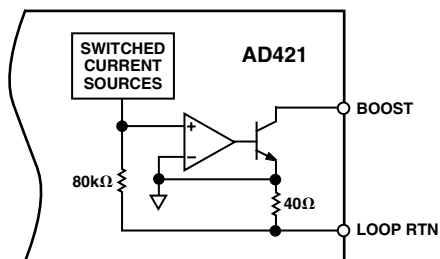 SWITCHED
CURRENT
SOURCES
AD421
BOOST
+
−
80kΩ
40Ω
LOOP RTN